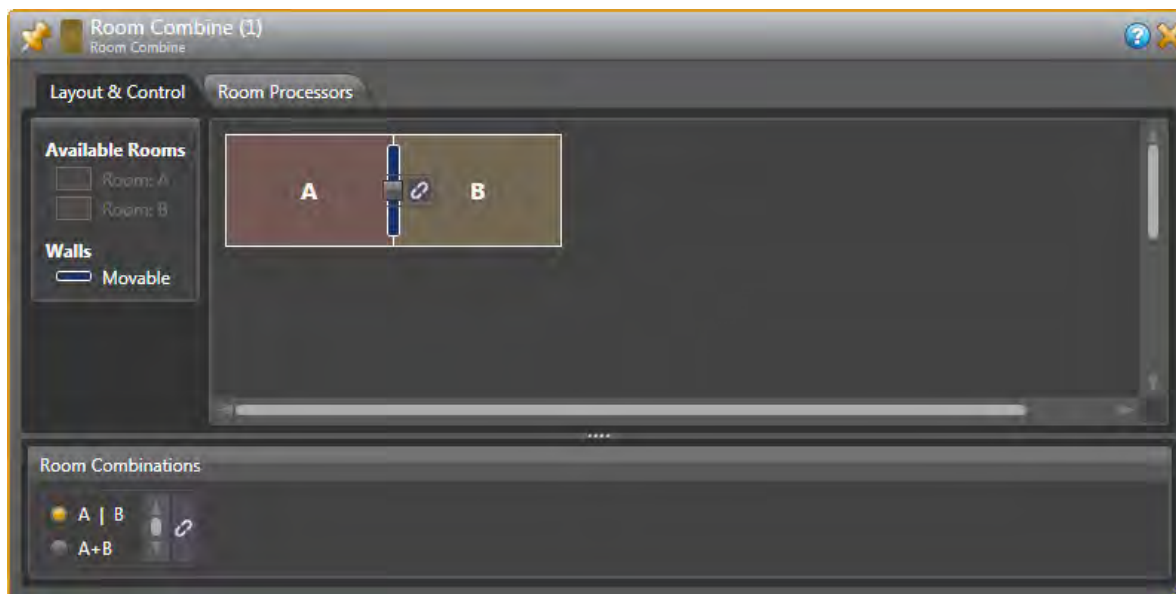 Room Combine (1)
Room Combine
Layout & Control
Room Processors
Available Rooms
Room: A
Room: B
Walls
Movable
A
B
Room Combinations
A | B
A+B